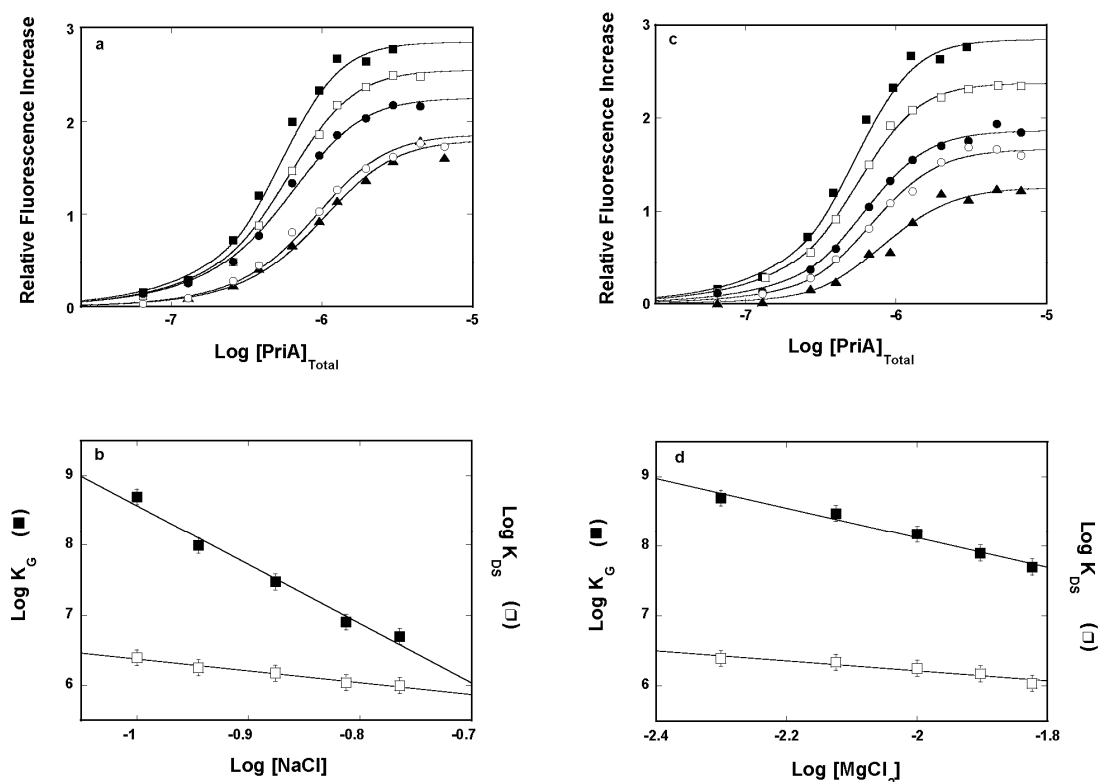 a
Relative Fluorescence Increase
3
2
1
0
-7
-6
-5
Log [PriA]Total
c
Relative Fluorescence Increase
3
2
1
0
-7
-6
-5
Log [PriA]Total
b
Log KG (■)
9
8
7
6
-1
-0.9
-0.8
-0.7
Log [NaCl]
Log KDS (□)
d
Log KG (■)
9
8
7
6
-2.4
-2.2
-2
-1.8
Log [MgCl2]
Log KDS (□)